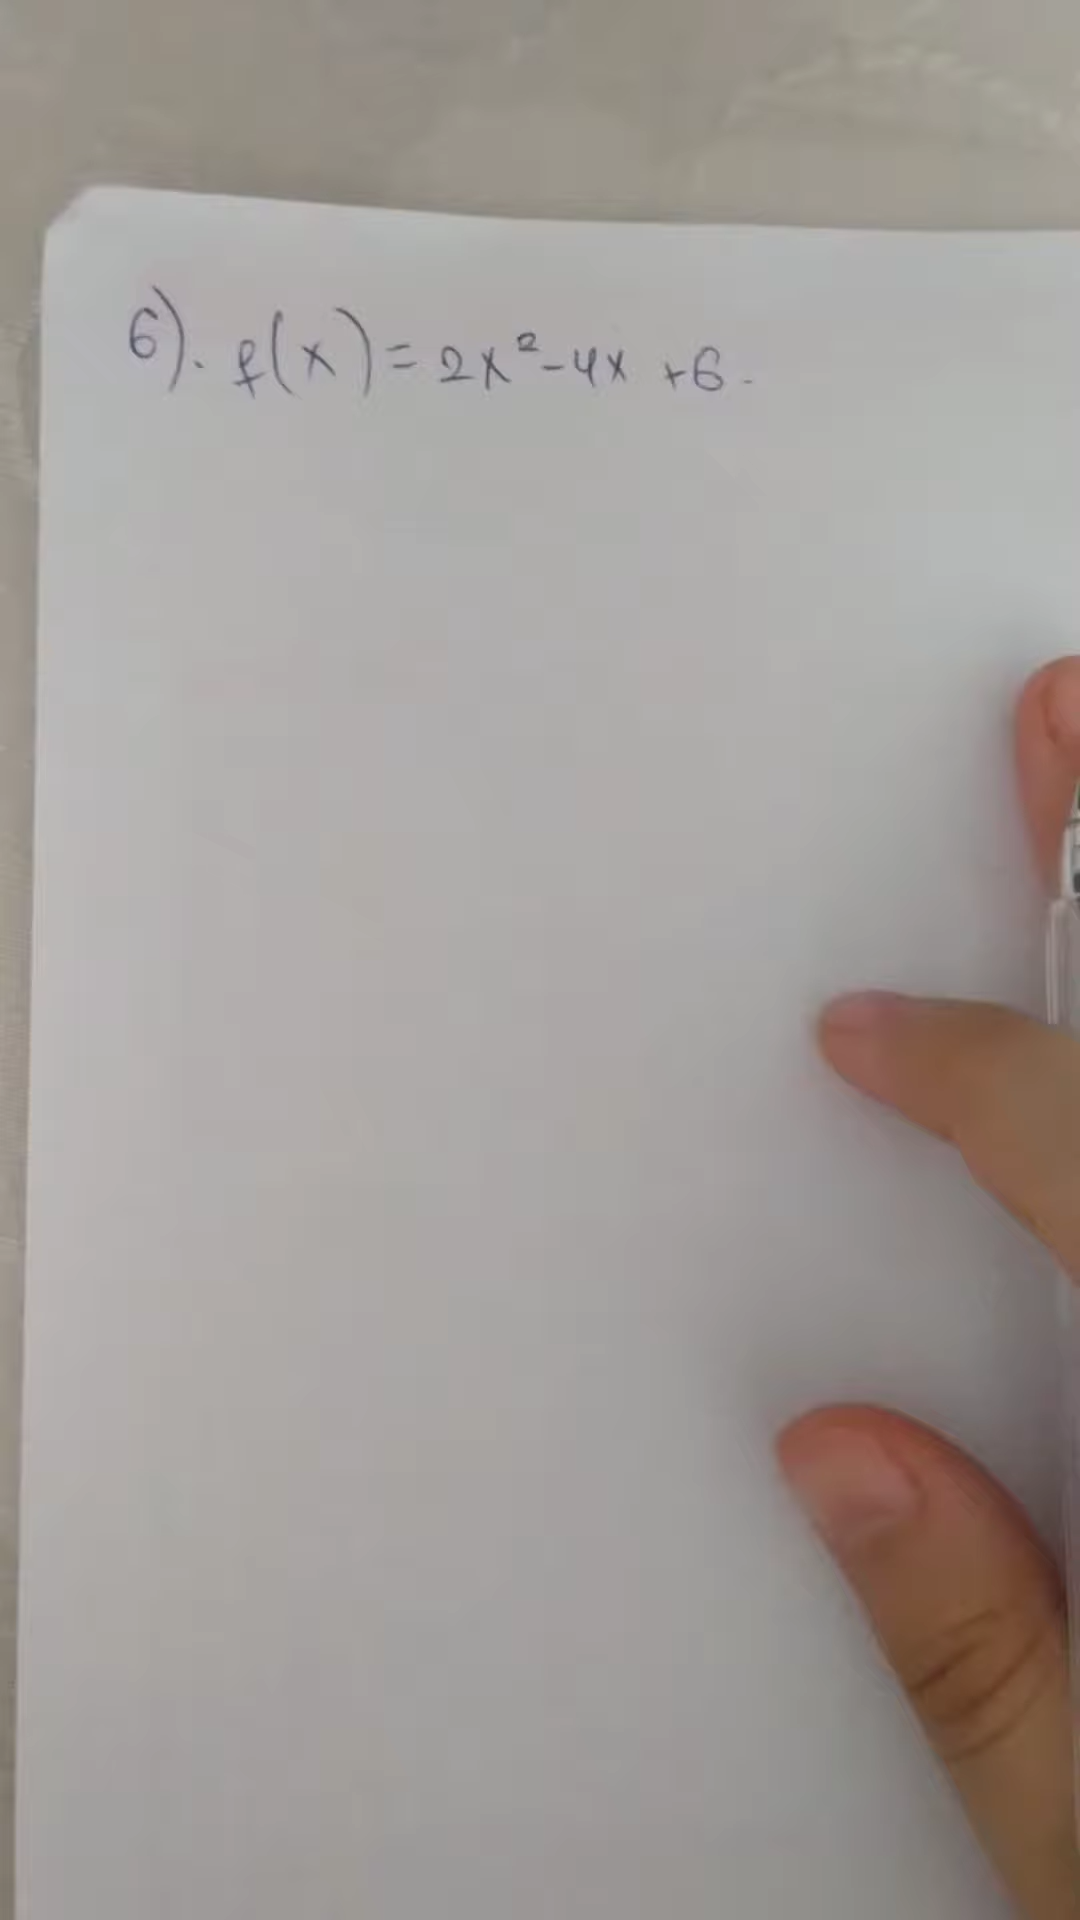 6). f(x) = 2x² - 4x + 6.